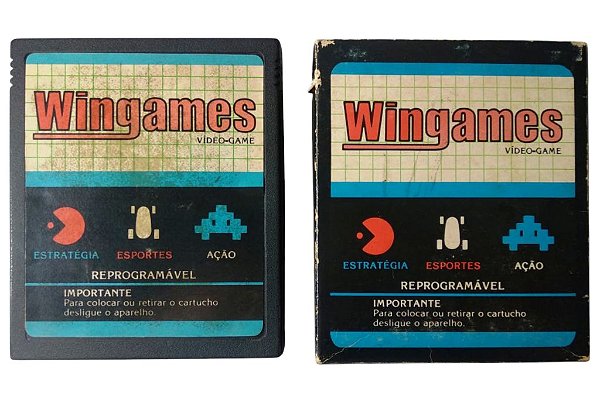 Wingames
VÍDEO-GAME
ESTRATÉGIA ESPORTES AÇÃO
REPROGRAMÁVEL
IMPORTANTE
Para colocar ou retirar o cartucho
desligue o aparelho.
Wingames
VÍDEO-GAME
ESTRATÉGIA ESPORTES AÇÃO
REPROGRAMÁVEL
IMPORTANTE
Para colocar ou retirar o cartucho
desligue o aparelho.